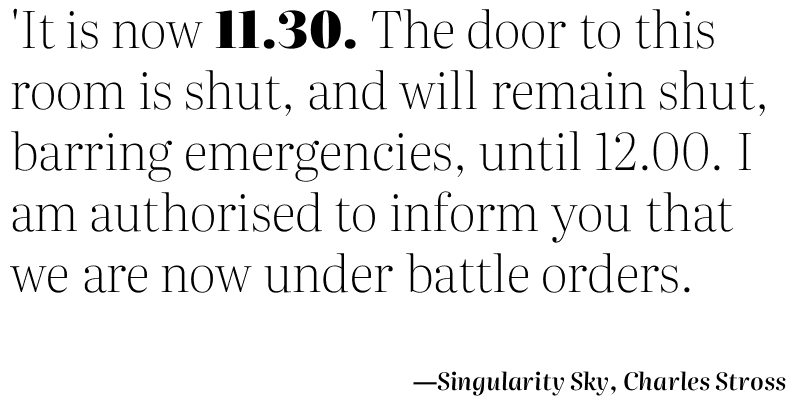 'It is now 11.30. The door to this
room is shut, and will remain shut,
barring emergencies, until 12.00. I
am authorised to inform you that
we are now under battle orders.
—Singularity Sky, Charles Stross